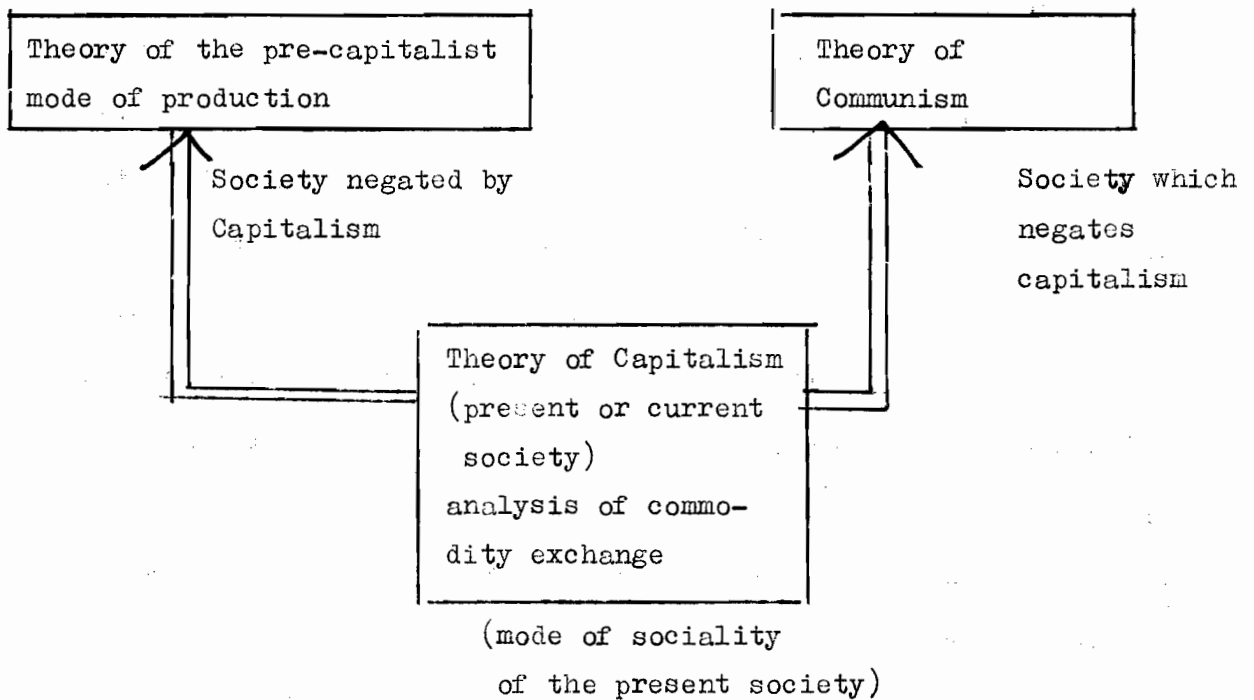 Theory of the pre-capitalist
mode of production
Theory of
Communism
Society negated by
Capitalism
Society which
negates
capitalism
Theory of Capitalism
(present or current
society)
analysis of commo-
dity exchange
(mode of sociality
of the present society)